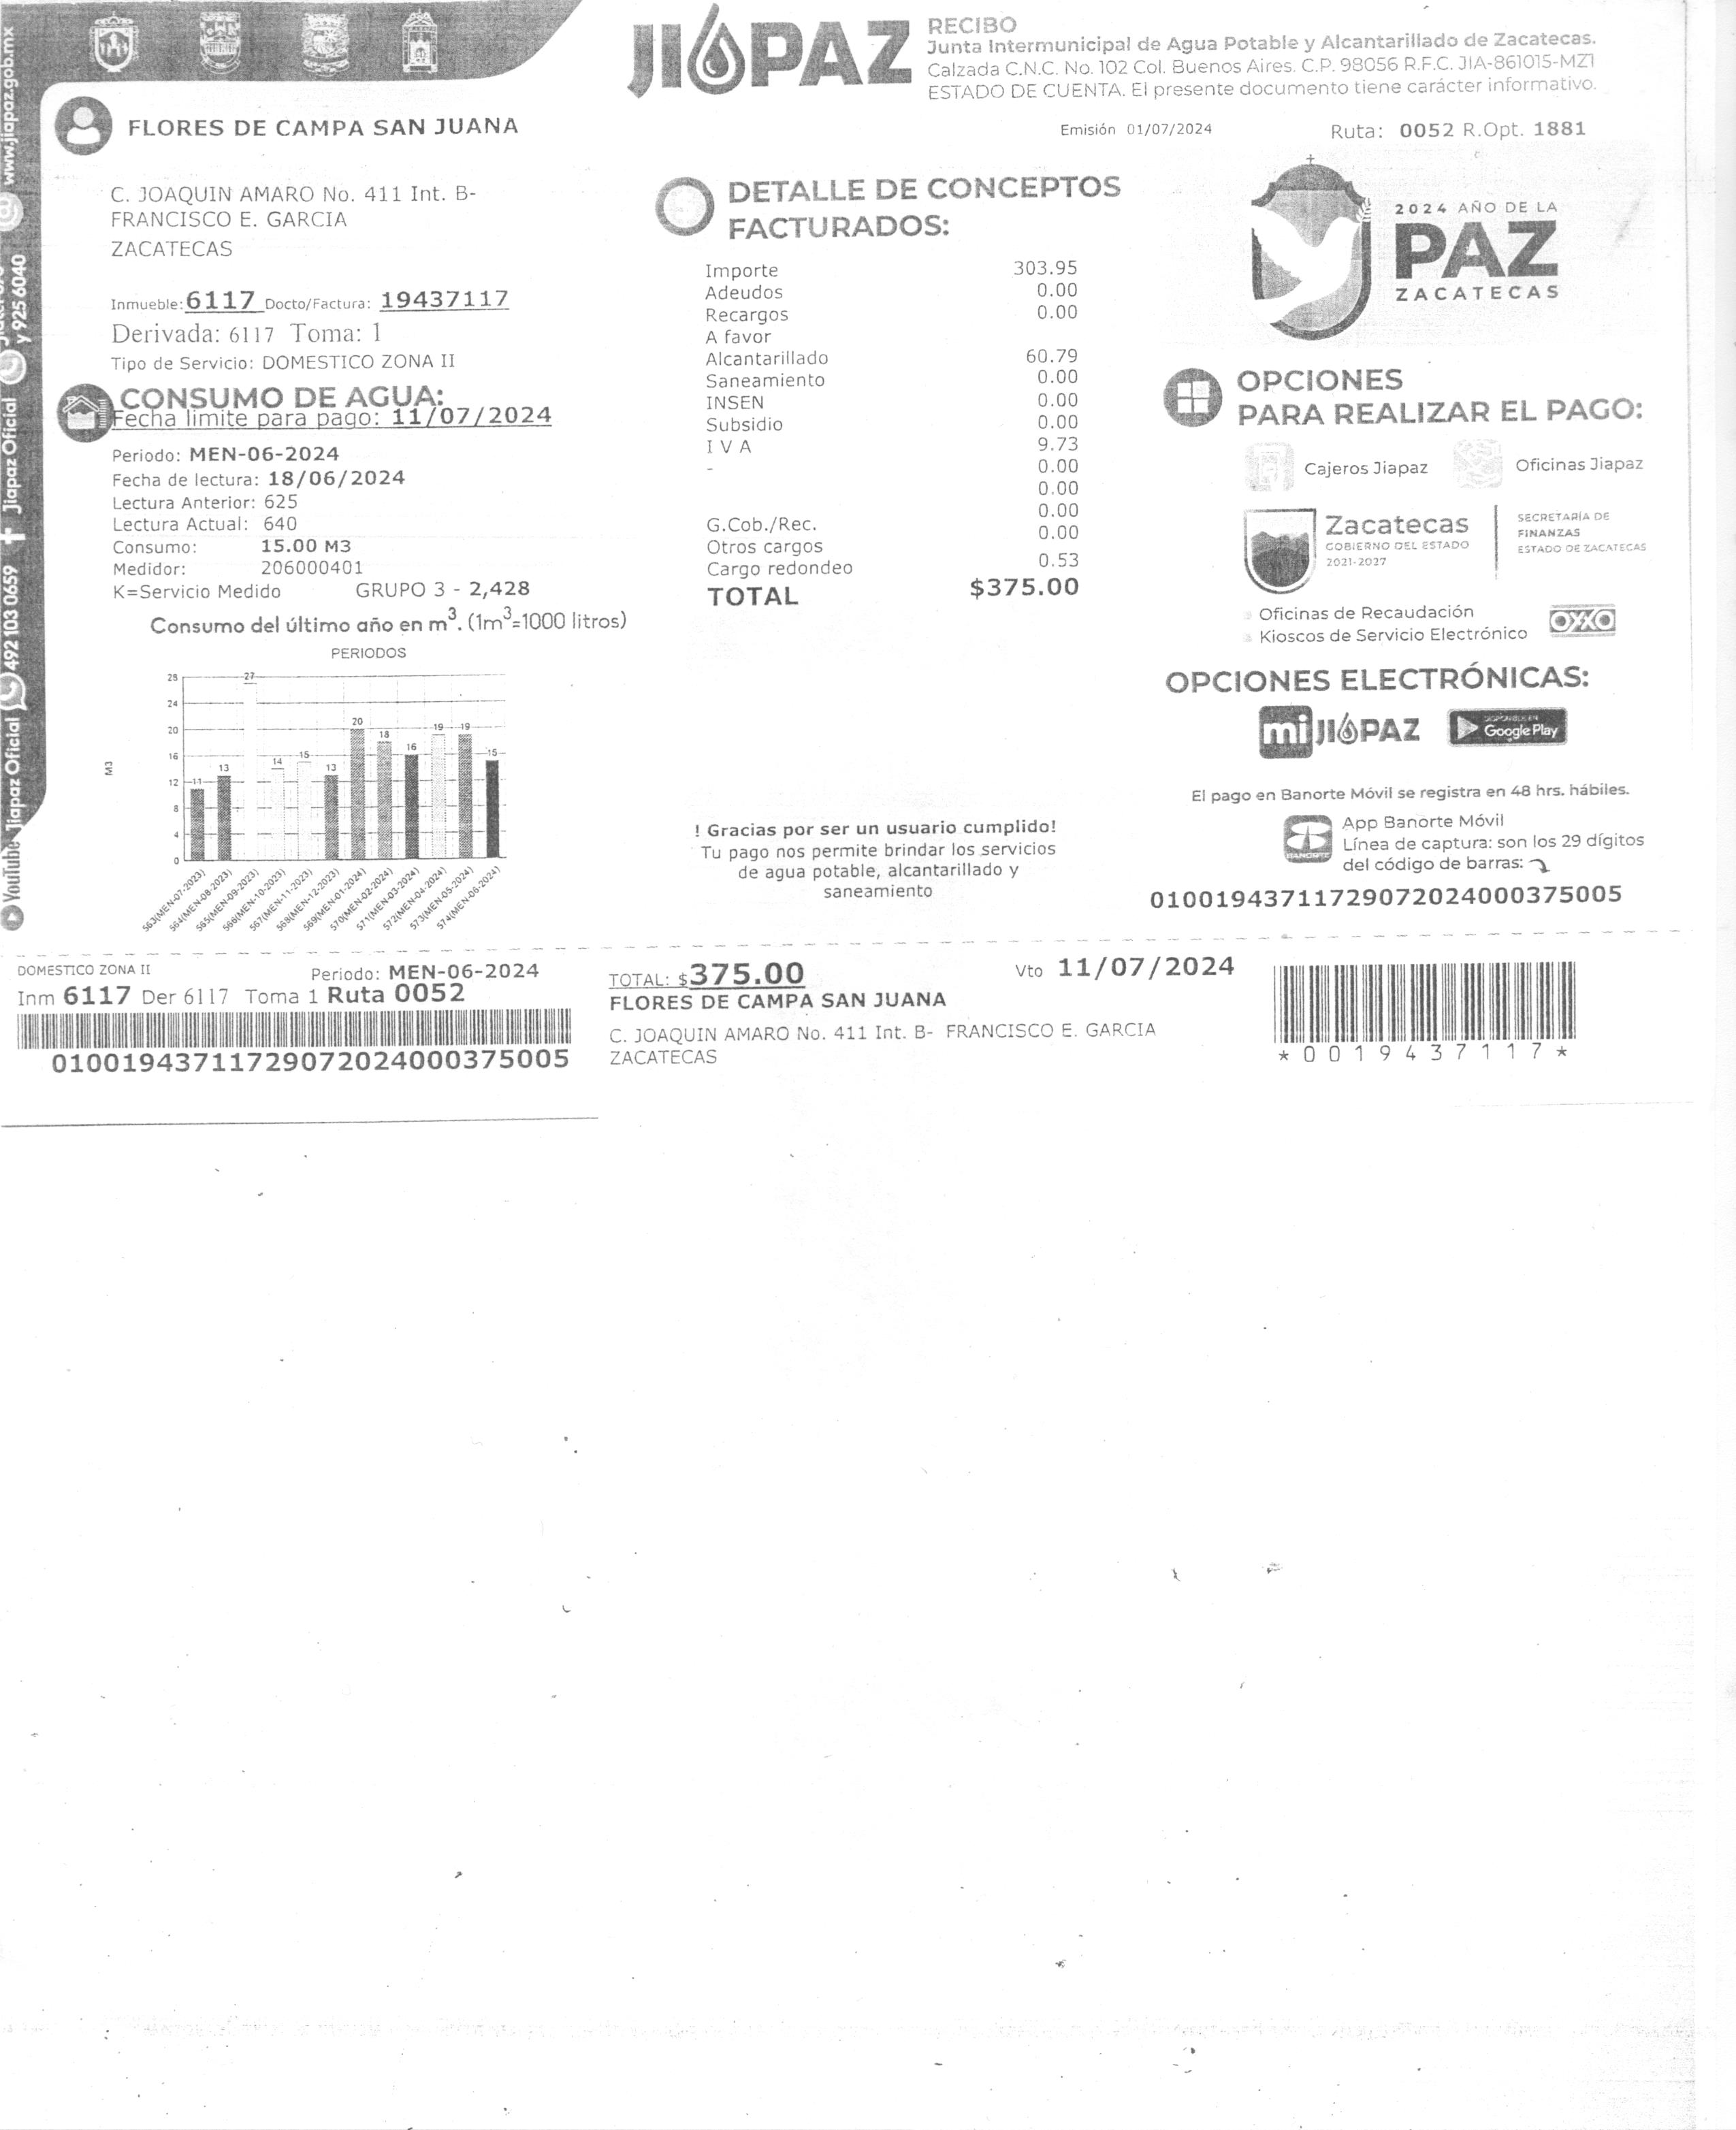 JIAPAZ
RECIBO
Junta Intermunicipal de Agua Potable y Alcantarillado de Zacatecas.
Calzada C.N.C. No. 102 Col. Buenos Aires. C.P. 98056 R.F.C. JIA-861015-MZ1
ESTADO DE CUENTA. El presente documento tiene carácter informativo.
FLORES DE CAMPA SAN JUANA
Emisión 01/07/2024
Ruta: 0052 R.Opt. 1881
C. JOAQUIN AMARO No. 411 Int. B-
FRANCISCO E. GARCIA
ZACATECAS
Inmueble: 6117 Docto/Factura: 19437117
Derivada: 6117 Toma: 1
Tipo de Servicio: DOMESTICO ZONA II
CONSUMO DE AGUA:
Fecha limite para pago: 11/07/2024
Periodo: MEN-06-2024
Fecha de lectura: 18/06/2024
Lectura Anterior: 625
Lectura Actual: 640
Consumo: 15.00 M3
Medidor: 206000401
K=Servicio Medido GRUPO 3 - 2,428
Consumo del último año en m³. (1m³=1000 litros)
PERIODOS
M3
28
24
20
16
12
8
4
0
11
13
27
14
15
13
20
18
16
19
19
15
563(MEN-07-2023)
564(MEN-08-2023)
565(MEN-09-2023)
566(MEN-10-2023)
567(MEN-11-2023)
568(MEN-12-2023)
569(MEN-01-2024)
570(MEN-02-2024)
571(MEN-03-2024)
572(MEN-04-2024)
573(MEN-05-2024)
574(MEN-06-2024)
DETALLE DE CONCEPTOS
FACTURADOS:
Importe 303.95
Adeudos 0.00
Recargos 0.00
A favor
Alcantarillado 60.79
Saneamiento 0.00
INSEN 0.00
Subsidio 0.00
I V A 9.73
- 0.00
0.00
0.00
G.Cob./Rec. 0.00
Otros cargos
Cargo redondeo 0.53
TOTAL $375.00
! Gracias por ser un usuario cumplido!
Tu pago nos permite brindar los servicios
de agua potable, alcantarillado y
saneamiento
2024 AÑO DE LA
PAZ
ZACATECAS
OPCIONES
PARA REALIZAR EL PAGO:
Cajeros Jiapaz
Oficinas Jiapaz
Zacatecas
GOBIERNO DEL ESTADO
2021-2027
SECRETARÍA DE
FINANZAS
ESTADO DE ZACATECAS
Oficinas de Recaudación
Kioscos de Servicio Electrónico
OXXO
OPCIONES ELECTRÓNICAS:
mi JIAPAZ
DISPONIBLE EN
Google Play
El pago en Banorte Móvil se registra en 48 hrs. hábiles.
BANORTE
App Banorte Móvil
Línea de captura: son los 29 dígitos
del código de barras:
01001943711729072024000375005
www.jiapaz.gob.mx
y 925 6040
Jiapaz Oficial
492 103 0659
YouTube Jiapaz Oficial
DOMESTICO ZONA II
Periodo: MEN-06-2024
Inm 6117 Der 6117 Toma 1 Ruta 0052
01001943711729072024000375005
TOTAL: $375.00
Vto 11/07/2024
FLORES DE CAMPA SAN JUANA
C. JOAQUIN AMARO No. 411 Int. B- FRANCISCO E. GARCIA
ZACATECAS
*0019437117*